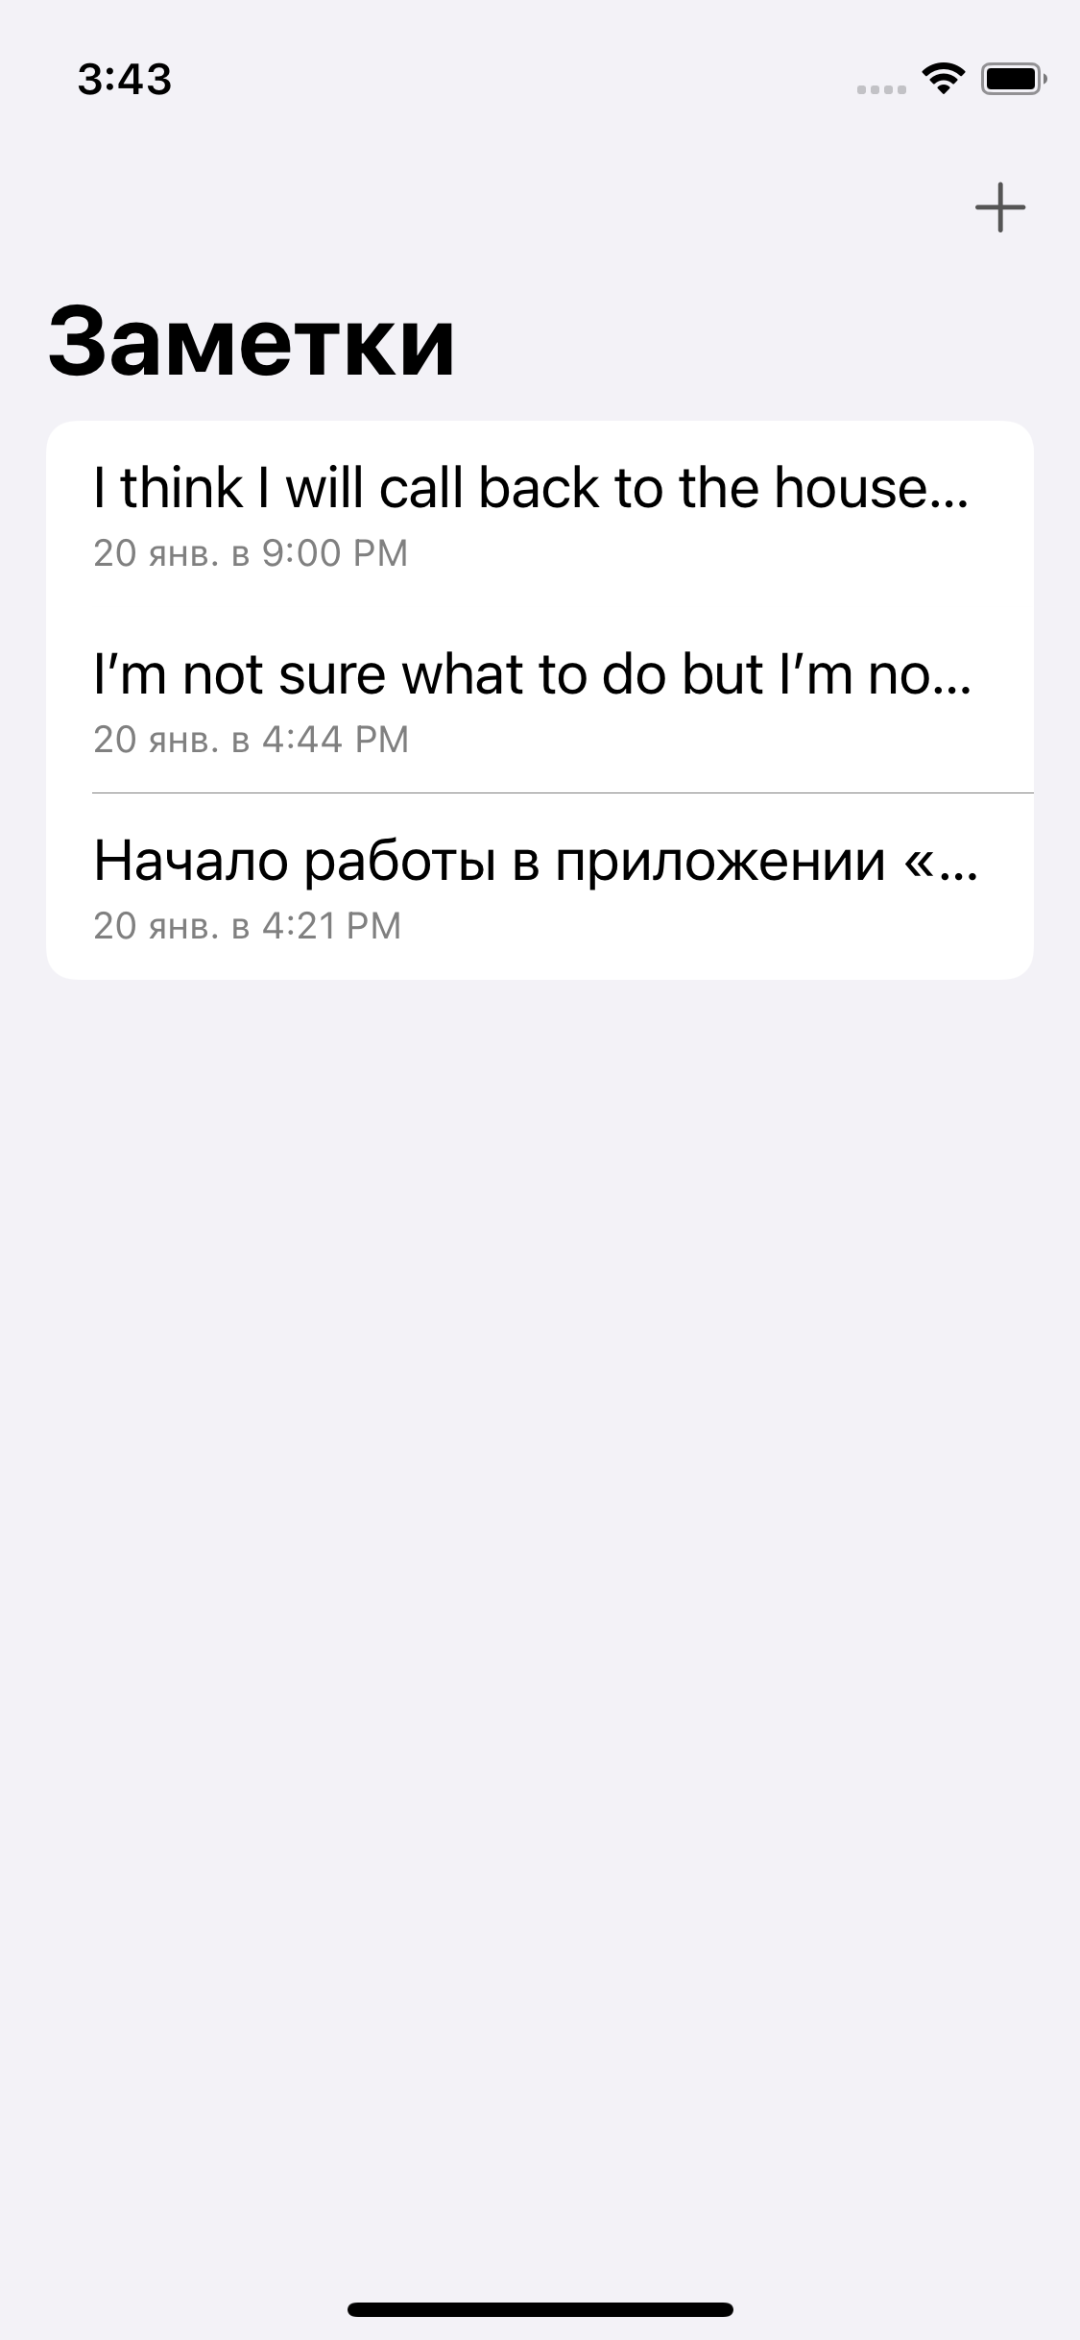 3:43
Заметки
I think I will call back to the house...
20 янв. в 9:00 PM
I’m not sure what to do but I’m no...
20 янв. в 4:44 PM
Начало работы в приложении «...
20 янв. в 4:21 PM